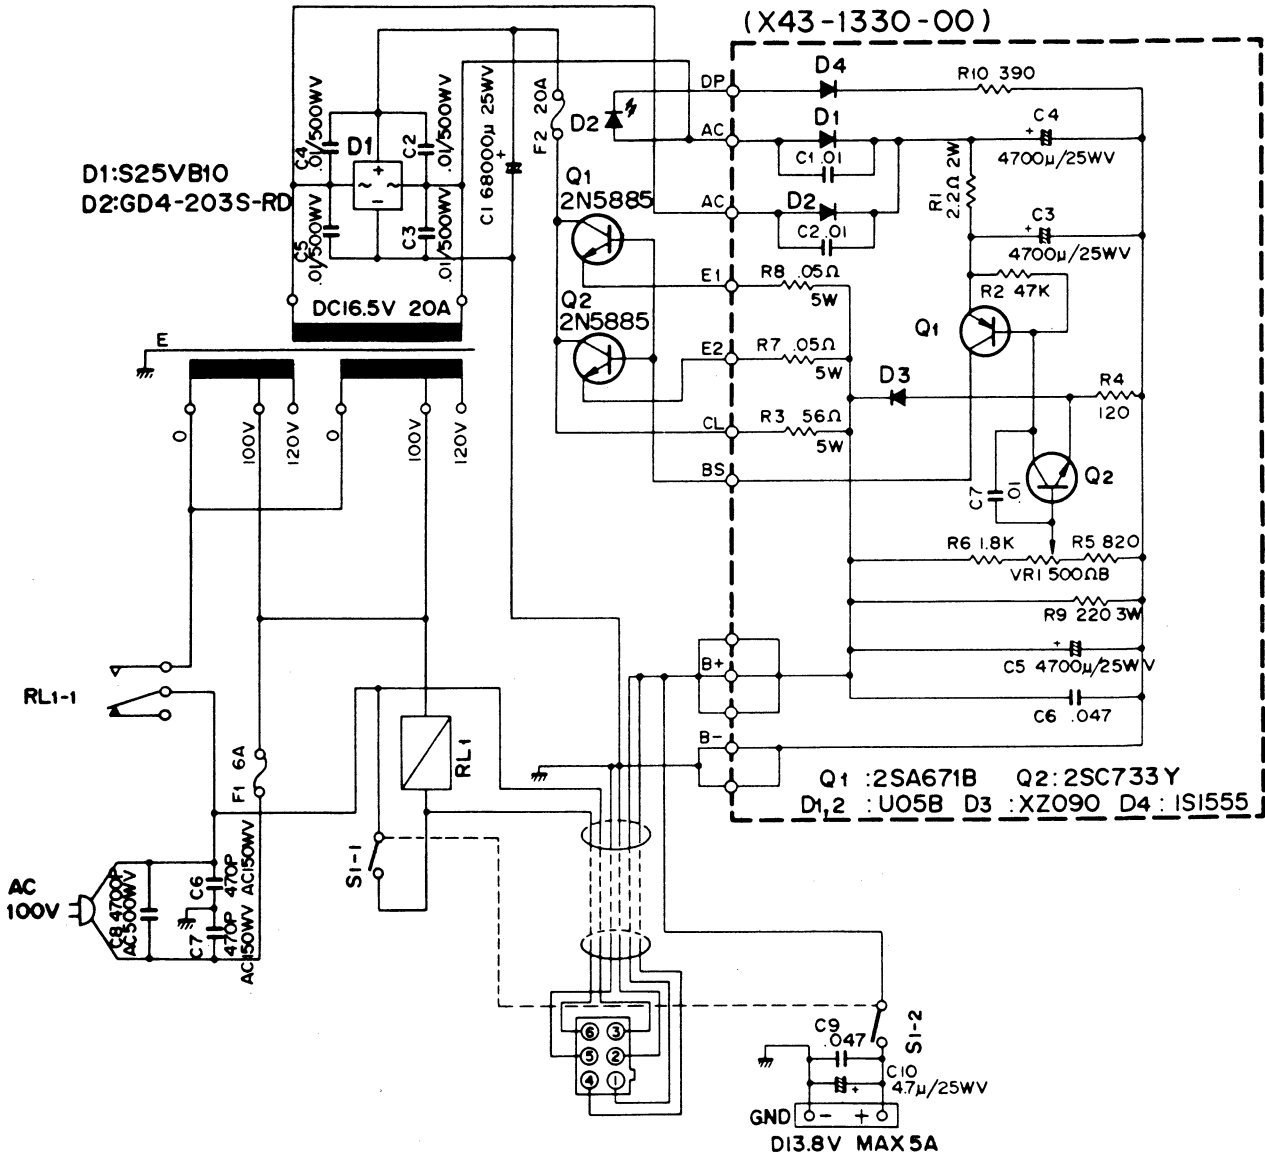 (X43-1330-00)
C4
.01/500WV
D1
C2
.01/500WV
C1 68000µ 25WV
+
F2 20A
D2
DP
D4
R10 390
AC
D1
C1 .01
C4
+
4700µ/25WV
D1:S25VB10
D2:GD4-203S-RD
+
~ ~
−
C5
.01/500WV
C3
.01/500WV
Q1
2N5885
AC
D2
C2 .01
R1
2.2Ω 2W
C3
+
4700µ/25WV
E1
R8 .05Ω
5W
R2 47K
DC16.5V 20A
Q2
2N5885
Q1
E
E2
R7 .05Ω
5W
D3
R4
120
0
100V
120V
0
100V
120V
CL
R3 56Ω
5W
BS
C7
.01
Q2
R6 1.8K
R5 820
VR1 500ΩB
R9 220 3W
+
C5 4700µ/25WV
C6 .047
RL1-1
B+
B-
RL1
F1 6A
Q1 :2SA671B Q2:2SC733Y
D1,2 :U05B D3 :XZ090 D4:1S1555
S1-1
AC
100V
C8 4700P
AC500WV
C6
470P
AC150WV
C7
470P
AC150WV
6 3
5 2
4 1
S1-2
C9
.047
C10
4.7µ/25WV
+
GND
− +
D13.8V MAX5A